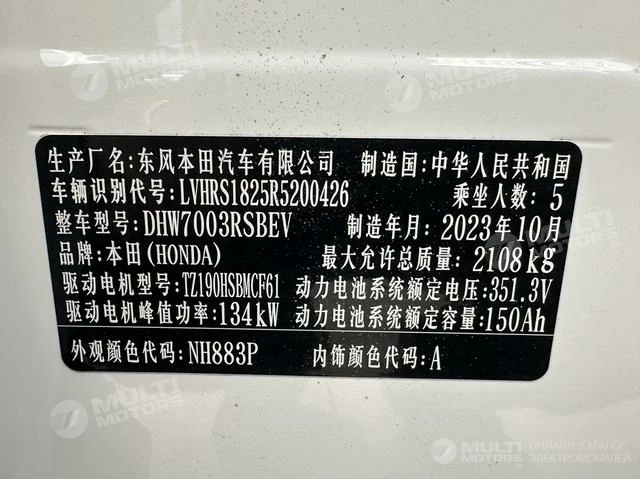 生产厂名:东风本田汽车有限公司 制造国:中华人民共和国
车辆识别代号:LVHRS1825R5200426 乘坐人数:5
整车型号:DHW7003RSBEV 制造年月:2023年10月
品牌:本田(HONDA) 最大允许总质量:2108kg
驱动电机型号:TZ190HSBMCF61 动力电池系统额定电压:351.3V
驱动电机峰值功率:134kW 动力电池系统额定容量:150Ah
外观颜色代码:NH883P 内饰颜色代码:A
MULTI MOTORS
ОНЛАЙН-КАТАЛОГ
ЭЛЕКТРОМОБИЛЕЙ